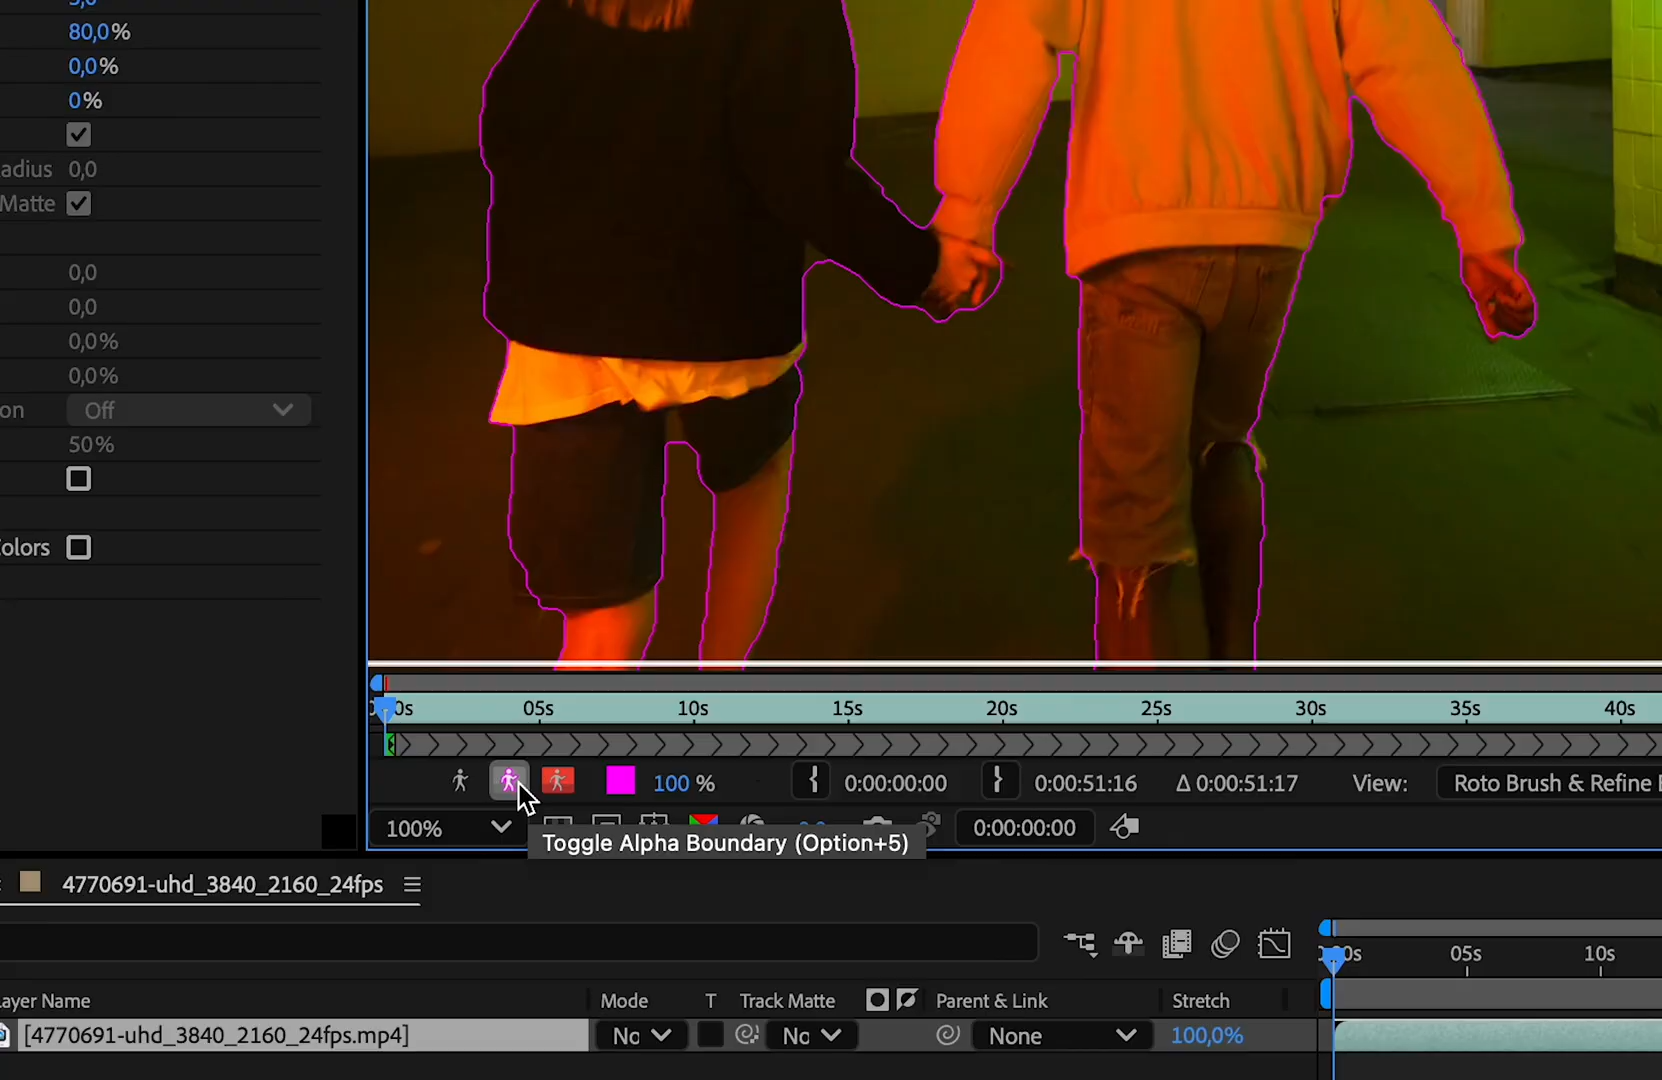 80,0%
0,0%
0%
adius 0,0
Matte
0,0
0,0
0,0%
0,0%
on Off
50%
olors
05s 10s 15s 20s 25s 30s 35s 40s
100 % 0:00:00:00 0:00:51:16 Δ 0:00:51:17 View: Roto Brush & Refine
100% 0:00:00:00
Toggle Alpha Boundary (Option+5)
4770691-uhd_3840_2160_24fps
05s 10s
ayer Name Mode T Track Matte Parent & Link Stretch
[4770691-uhd_3840_2160_24fps.mp4] No No None 100,0%